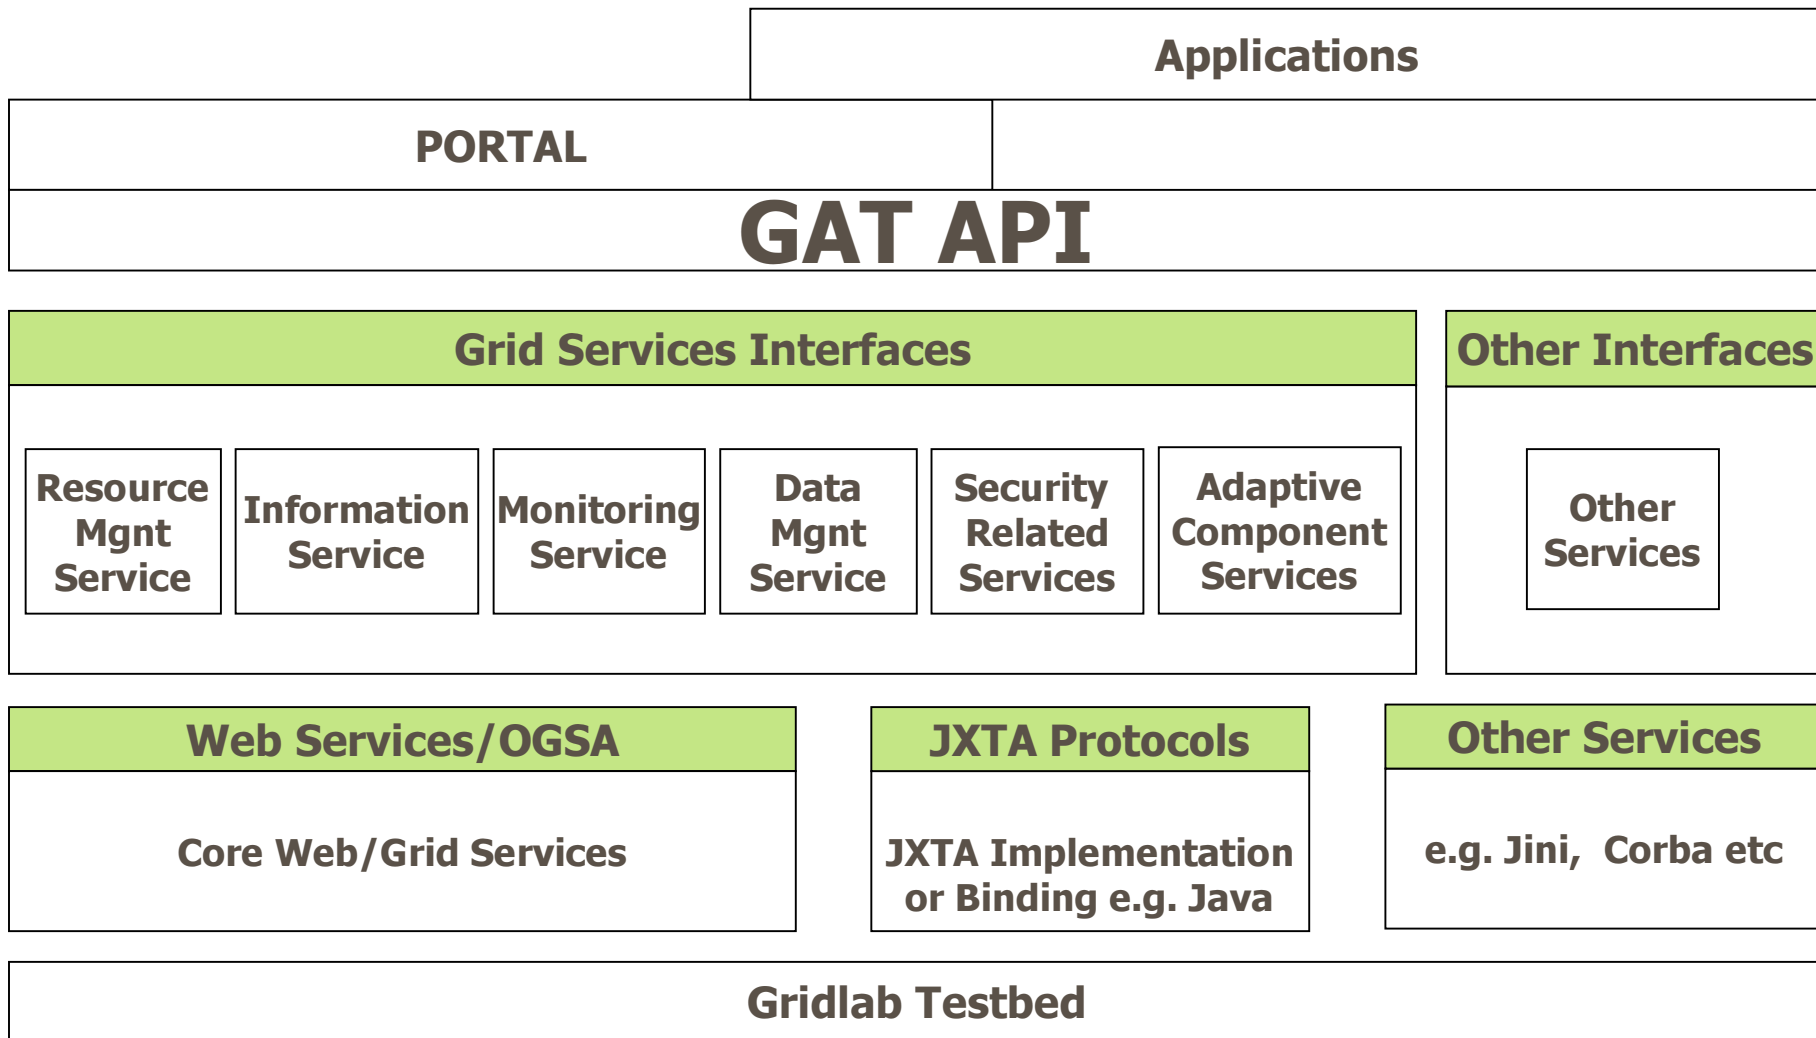 Applications
PORTAL
GAT API
Grid Services Interfaces
Other Interfaces
Resource
Mgnt
Service
Information
Service
Monitoring
Service
Data
Mgnt
Service
Security
Related
Services
Adaptive
Component
Services
Other
Services
Web Services/OGSA
JXTA Protocols
Other Services
Core Web/Grid Services
JXTA Implementation
or Binding e.g. Java
e.g. Jini, Corba etc
Gridlab Testbed